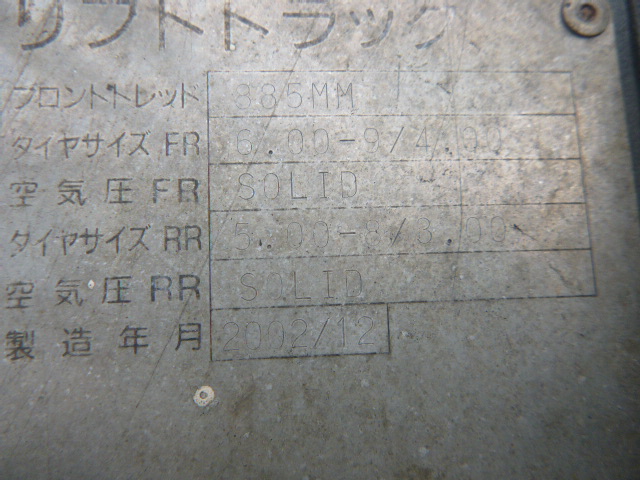 リフトトラック
フロントトレッド 885MM
タイヤサイズ FR 6.00-9/4.00
空気圧 FR SOLID
タイヤサイズ RR 5.00-8/3.00
空気圧 RR SOLID
製造年月 2002/12